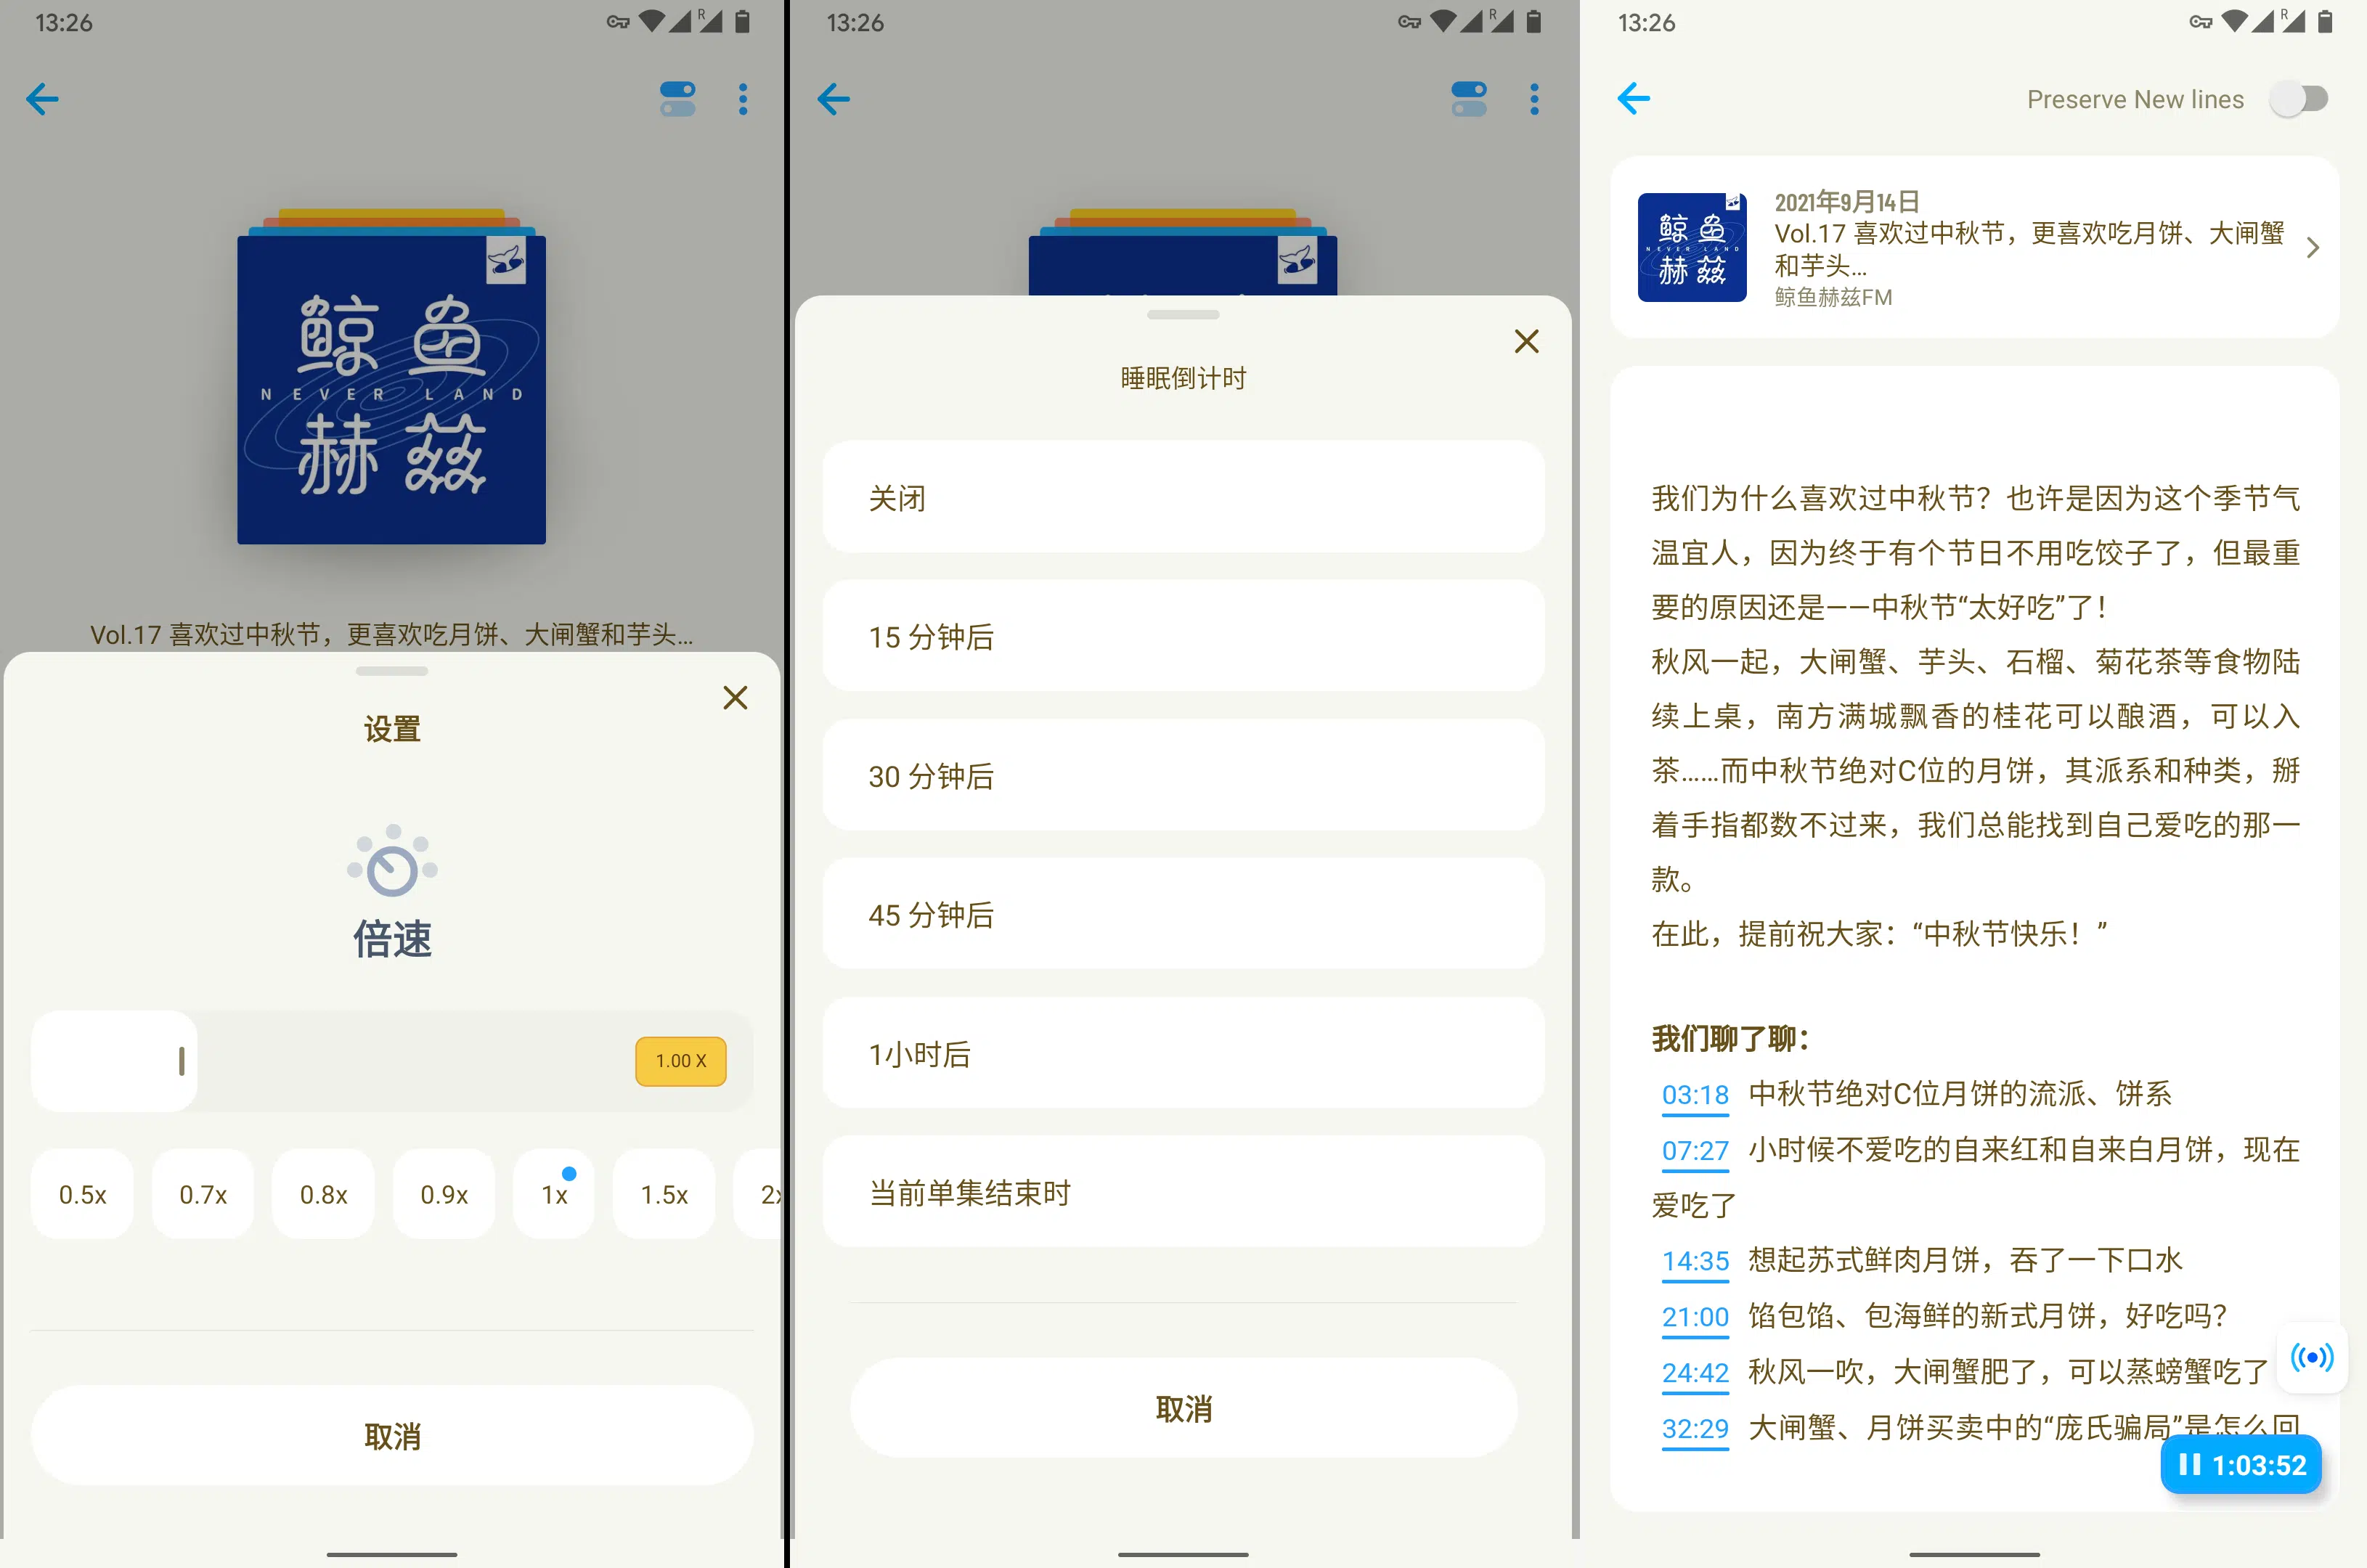 13:26
R
鲸鱼
NEVER LAND
赫兹
Vol.17 喜欢过中秋节，更喜欢吃月饼、大闸蟹和芋头...
设置
倍速
1.00 X
0.5x
0.7x
0.8x
0.9x
1x
1.5x
2x
取消
13:26
R
睡眠倒计时
关闭
15 分钟后
30 分钟后
45 分钟后
1小时后
当前单集结束时
取消
13:26
R
Preserve New lines
鲸鱼
NEVER LAND
赫兹
2021年9月14日
Vol.17 喜欢过中秋节，更喜欢吃月饼、大闸蟹
和芋头...
鲸鱼赫兹FM
我们为什么喜欢过中秋节？也许是因为这个季节气
温宜人，因为终于有个节日不用吃饺子了，但最重
要的原因还是——中秋节“太好吃”了！
秋风一起，大闸蟹、芋头、石榴、菊花茶等食物陆
续上桌，南方满城飘香的桂花可以酿酒，可以入
茶……而中秋节绝对C位的月饼，其派系和种类，掰
着手指都数不过来，我们总能找到自己爱吃的那一
款。
在此，提前祝大家：“中秋节快乐！”
我们聊了聊：
03:18 中秋节绝对C位月饼的流派、饼系
07:27 小时候不爱吃的自来红和自来白月饼，现在
爱吃了
14:35 想起苏式鲜肉月饼，吞了一下口水
21:00 馅包馅、包海鲜的新式月饼，好吃吗？
24:42 秋风一吹，大闸蟹肥了，可以蒸螃蟹吃了
32:29 大闸蟹、月饼买卖中的“庞氏骗局”是怎么回
1:03:52